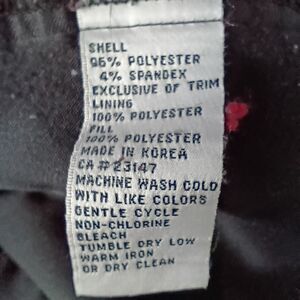 SHELL
96% POLYESTER
4% SPANDEX
EXCLUSIVE OF TRIM
LINING
100% POLYESTER
FILL
100% POLYESTER
MADE IN KOREA
CA # 23147
MACHINE WASH COLD
WITH LIKE COLORS
GENTLE CYCLE
NON-CHLORINE
BLEACH
TUMBLE DRY LOW
WARM IRON
OR DRY CLEAN